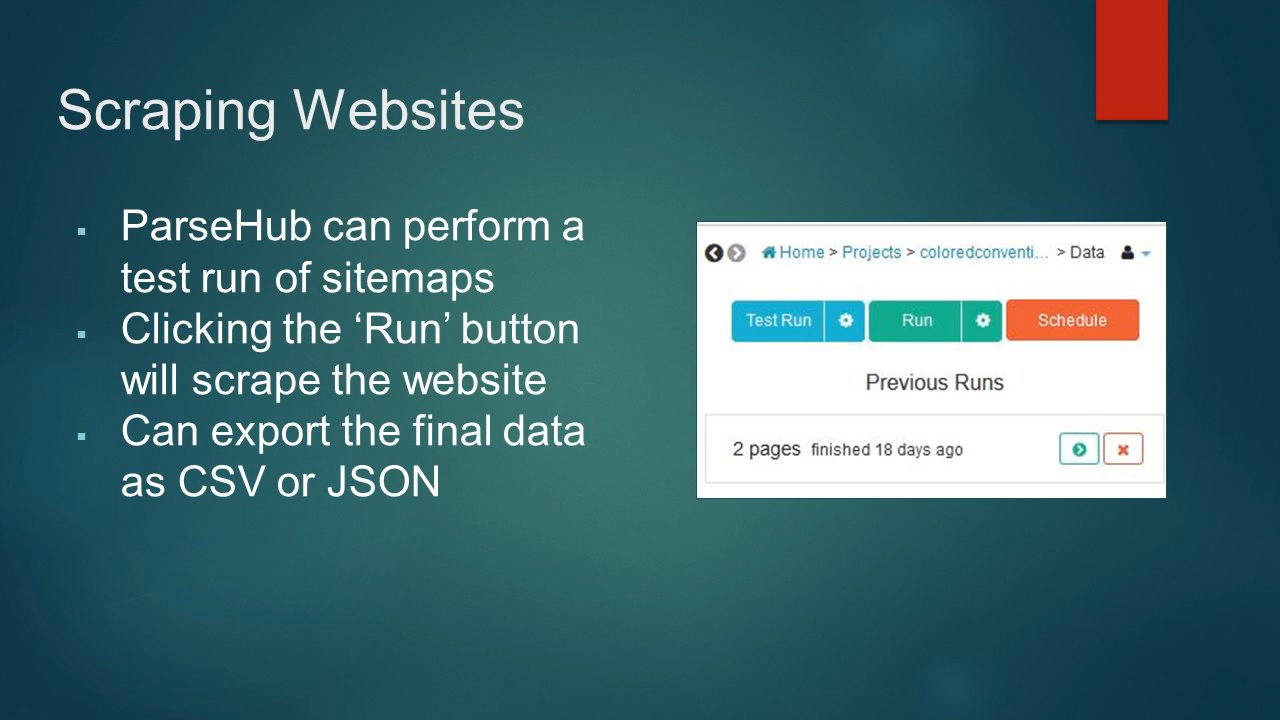 Scraping Websites
▪ ParseHub can perform a
test run of sitemaps
▪ Clicking the ‘Run’ button
will scrape the website
▪ Can export the final data
as CSV or JSON
Home > Projects > coloredconventi... > Data
Test Run Run Schedule
Previous Runs
2 pages finished 18 days ago